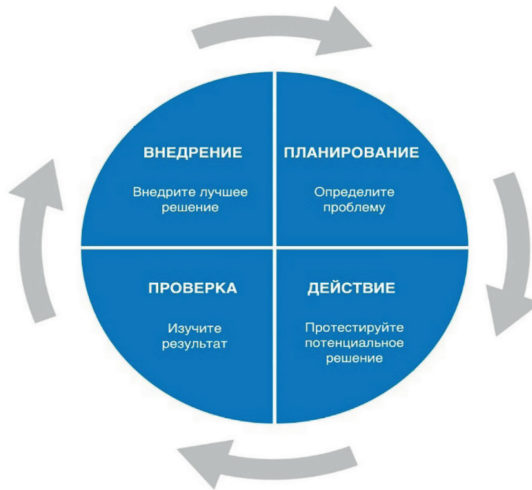 ВНЕДРЕНИЕ
Внедрите лучшее
решение
ПЛАНИРОВАНИЕ
Определите
проблему
ПРОВЕРКА
Изучите
результат
ДЕЙСТВИЕ
Протестируйте
потенциальное
решение